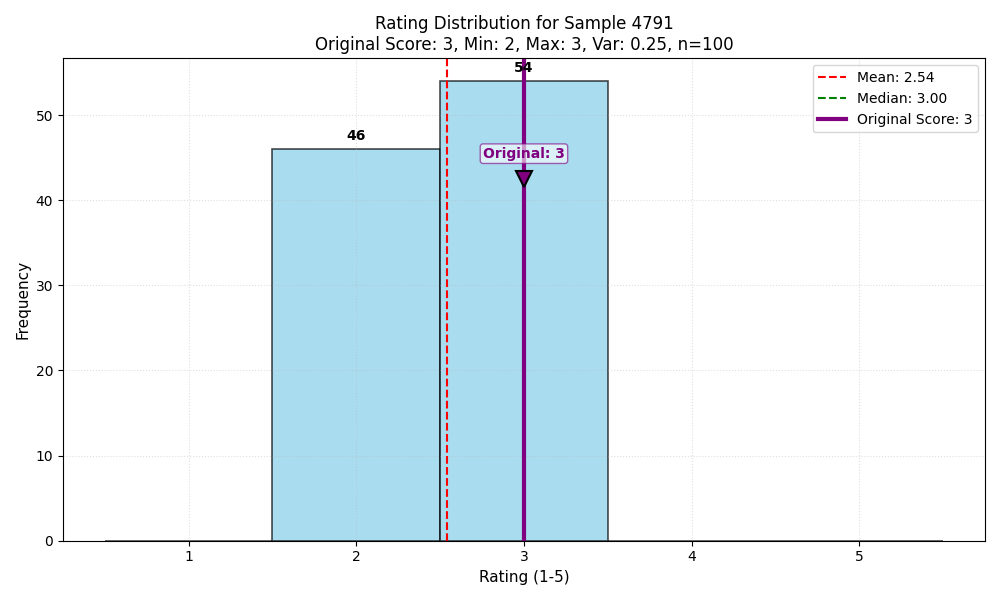 Rating Distribution for Sample 4791
Original Score: 3, Min: 2, Max: 3, Var: 0.25, n=100
Mean: 2.54
Median: 3.00
Original Score: 3
54
46
Original: 3
Frequency
50
40
30
20
10
0
1 2 3 4 5
Rating (1-5)